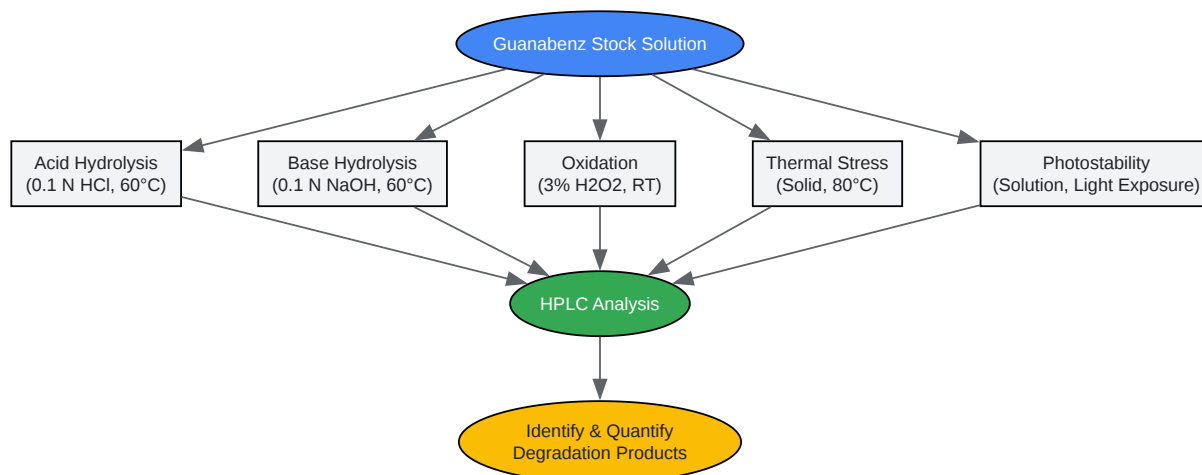 Guanabenz Stock Solution
Acid Hydrolysis
(0.1 N HCl, 60°C)
Base Hydrolysis
(0.1 N NaOH, 60°C)
Oxidation
(3% H2O2, RT)
Thermal Stress
(Solid, 80°C)
Photostability
(Solution, Light Exposure)
HPLC Analysis
Identify & Quantify
Degradation Products